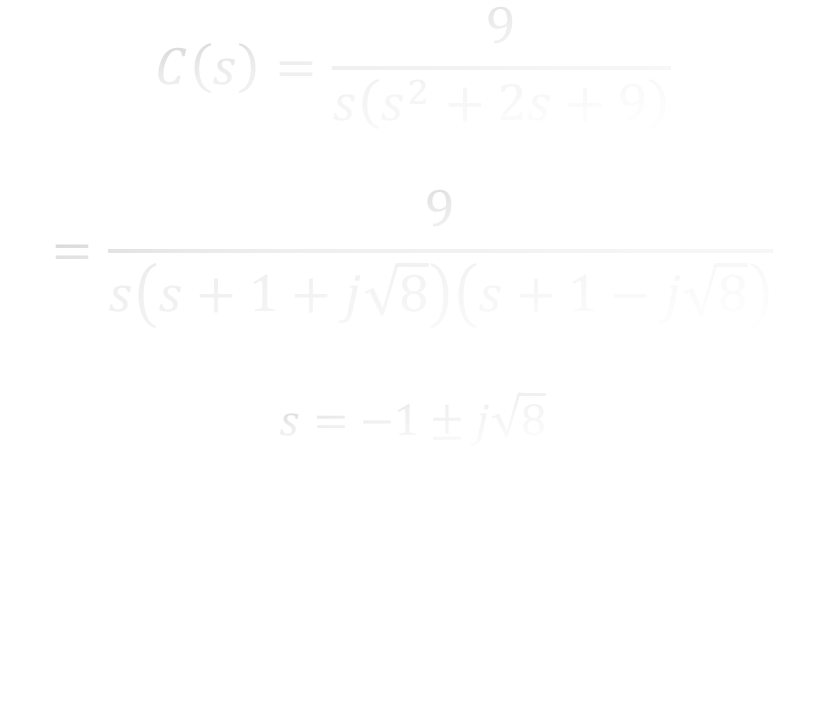 C(s) = 9 / s(s² + 2s + 9)
= 9 / s(s + 1 + j√8)(s + 1 − j√8)
s = −1 ± j√8